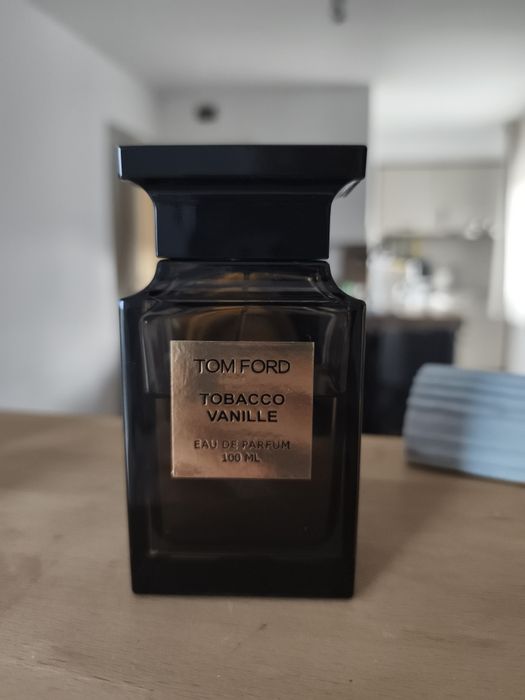 TOM FORD
TOBACCO
VANILLE
EAU DE PARFUM
100 ML